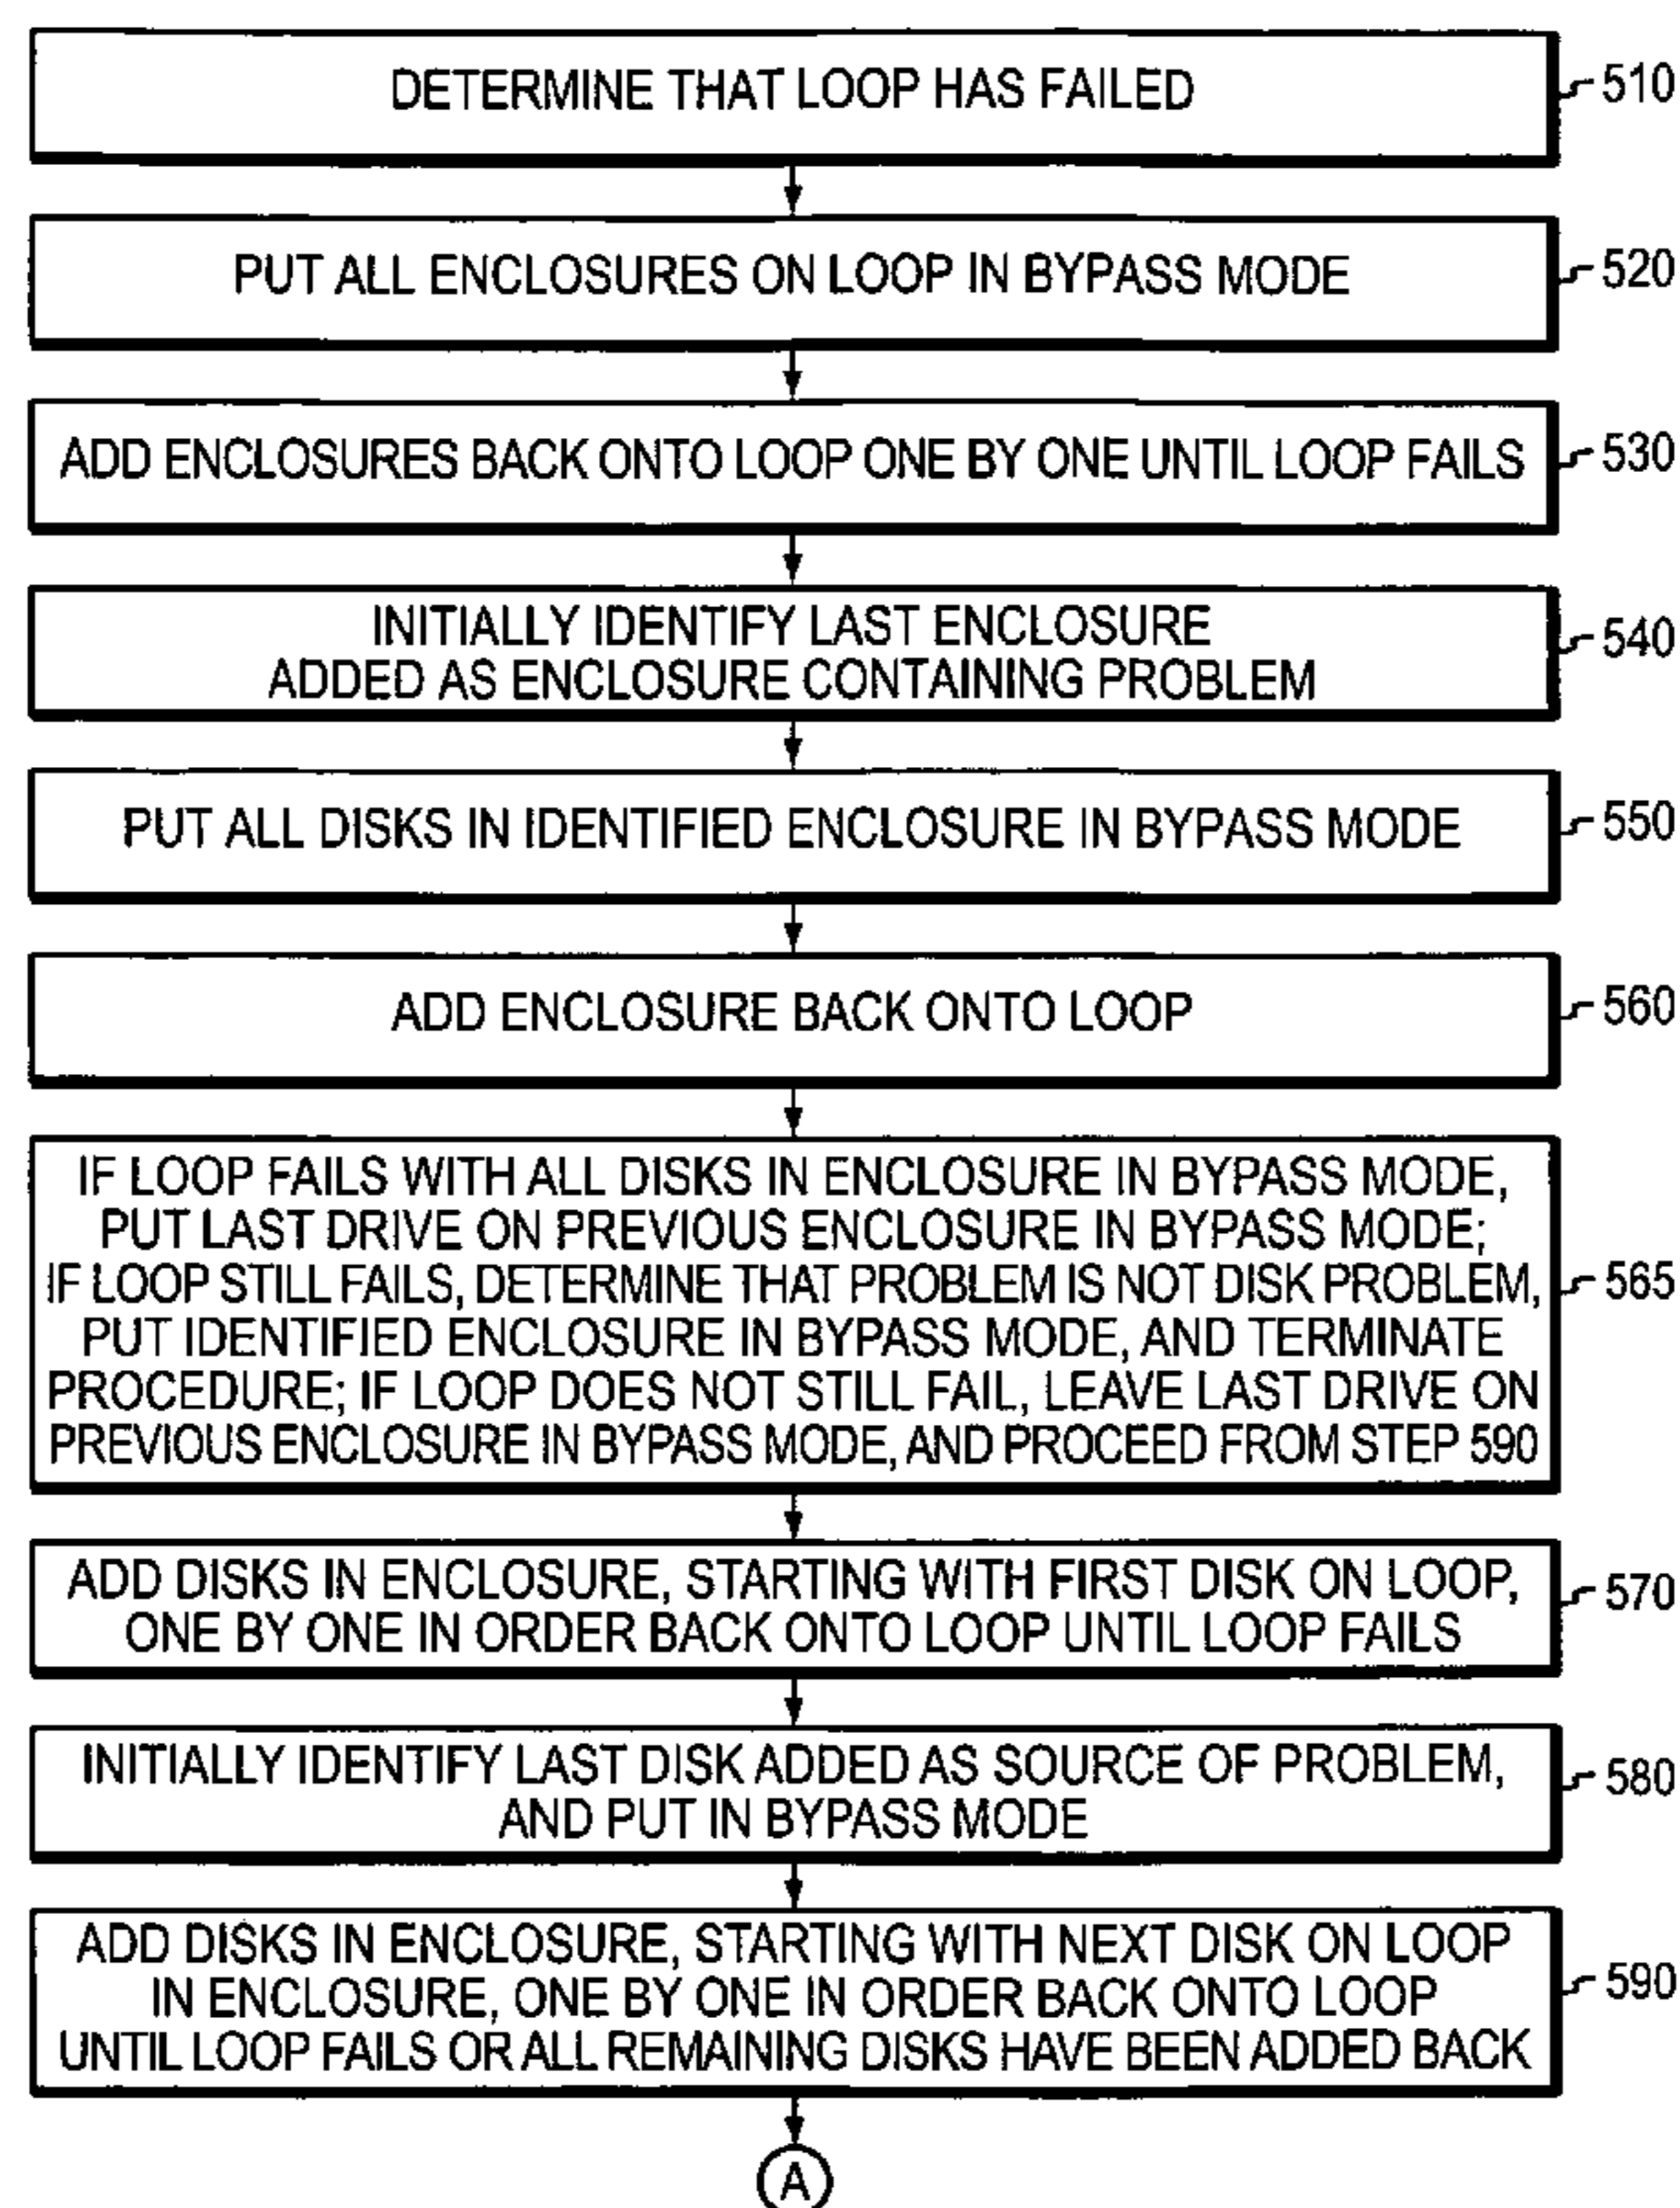 DETERMINE THAT LOOP HAS FAILED
510
PUT ALL ENCLOSURES ON LOOP IN BYPASS MODE
520
ADD ENCLOSURES BACK ONTO LOOP ONE BY ONE UNTIL LOOP FAILS
530
INITIALLY IDENTIFY LAST ENCLOSURE
ADDED AS ENCLOSURE CONTAINING PROBLEM
540
PUT ALL DISKS IN IDENTIFIED ENCLOSURE IN BYPASS MODE
550
ADD ENCLOSURE BACK ONTO LOOP
560
IF LOOP FAILS WITH ALL DISKS IN ENCLOSURE IN BYPASS MODE,
PUT LAST DRIVE ON PREVIOUS ENCLOSURE IN BYPASS MODE;
IF LOOP STILL FAILS, DETERMINE THAT PROBLEM IS NOT DISK PROBLEM,
PUT IDENTIFIED ENCLOSURE IN BYPASS MODE, AND TERMINATE
PROCEDURE; IF LOOP DOES NOT STILL FAIL, LEAVE LAST DRIVE ON
PREVIOUS ENCLOSURE IN BYPASS MODE, AND PROCEED FROM STEP 590
565
ADD DISKS IN ENCLOSURE, STARTING WITH FIRST DISK ON LOOP,
ONE BY ONE IN ORDER BACK ONTO LOOP UNTIL LOOP FAILS
570
INITIALLY IDENTIFY LAST DISK ADDED AS SOURCE OF PROBLEM,
AND PUT IN BYPASS MODE
580
ADD DISKS IN ENCLOSURE, STARTING WITH NEXT DISK ON LOOP
IN ENCLOSURE, ONE BY ONE IN ORDER BACK ONTO LOOP
UNTIL LOOP FAILS OR ALL REMAINING DISKS HAVE BEEN ADDED BACK
590
A